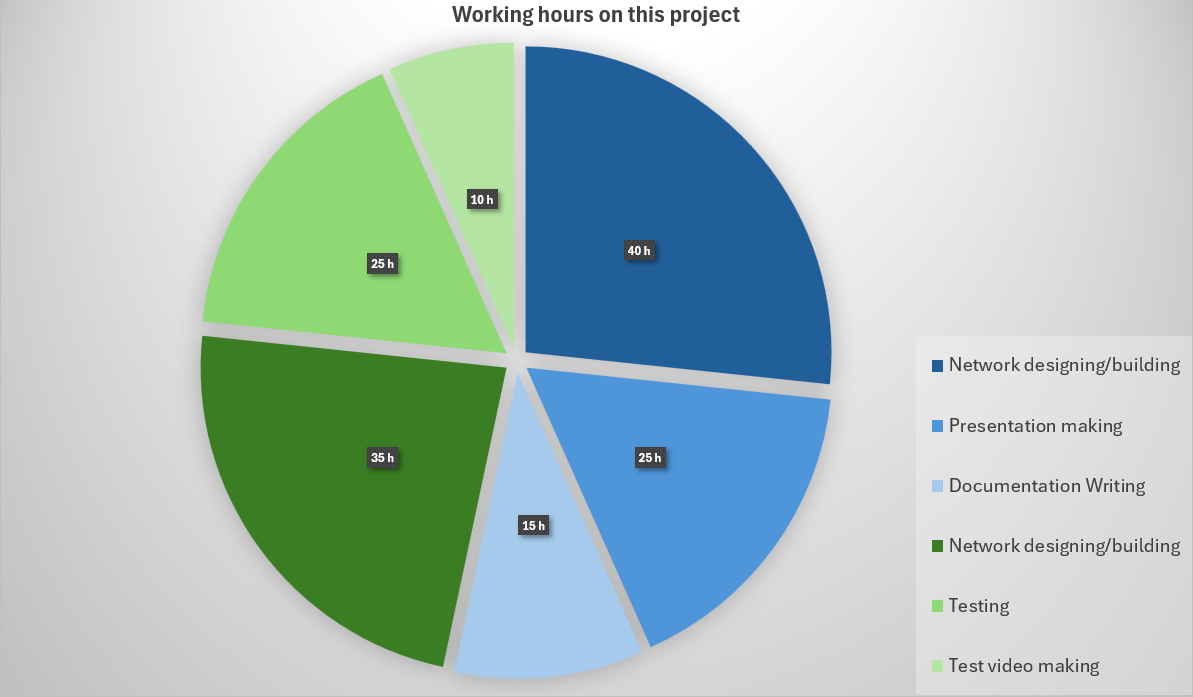 Working hours on this project
10 h
40 h
25 h
35 h
25 h
15 h
Network designing/building
Presentation making
Documentation Writing
Network designing/building
Testing
Test video making